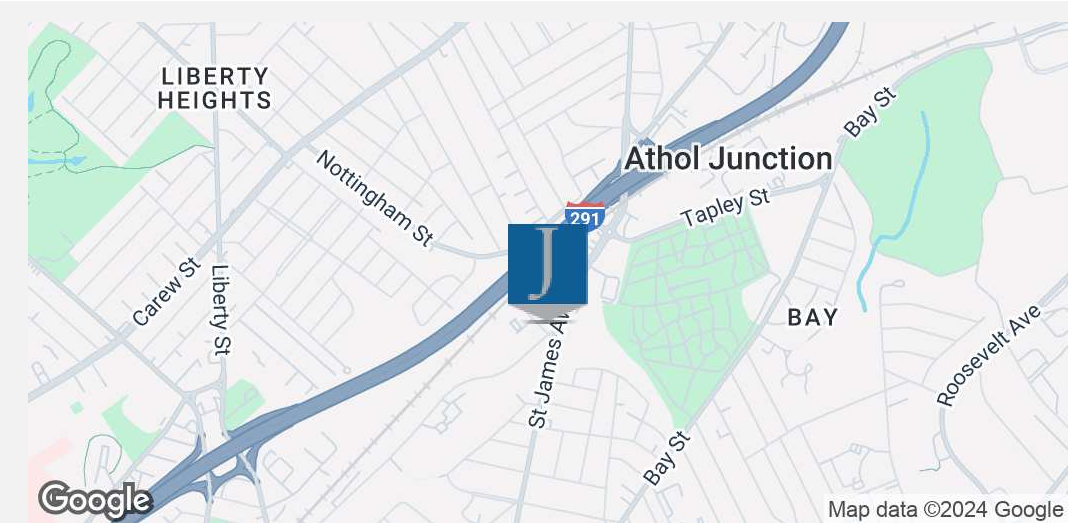 LIBERTY
HEIGHTS
Bay St
Athol Junction
Nottingham St
Tapley St
291
J
Carew St
Liberty St
BAY
Roosevelt Ave
St James Av
Bay St
Google
Map data ©2024 Google